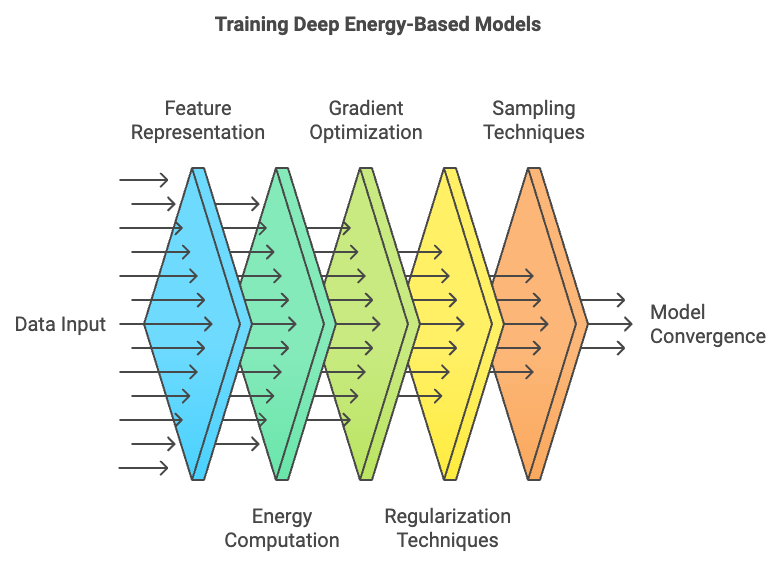 Training Deep Energy-Based Models
Feature
Representation
Gradient
Optimization
Sampling
Techniques
Data Input
Model
Convergence
Energy
Computation
Regularization
Techniques